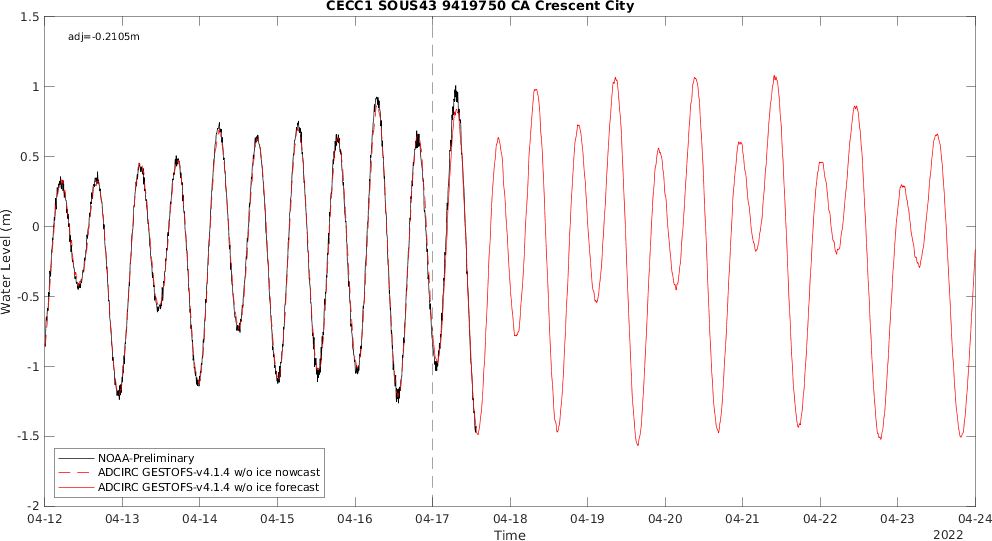 CECC1 SOUS43 9419750 CA Crescent City
adj=-0.2105m
1.5
1
0.5
0
-0.5
-1
-1.5
-2
Water Level (m)
NOAA-Preliminary
ADCIRC GESTOFS-v4.1.4 w/o ice nowcast
ADCIRC GESTOFS-v4.1.4 w/o ice forecast
04-12 04-13 04-14 04-15 04-16 04-17 04-18 04-19 04-20 04-21 04-22 04-23 04-24
Time
2022